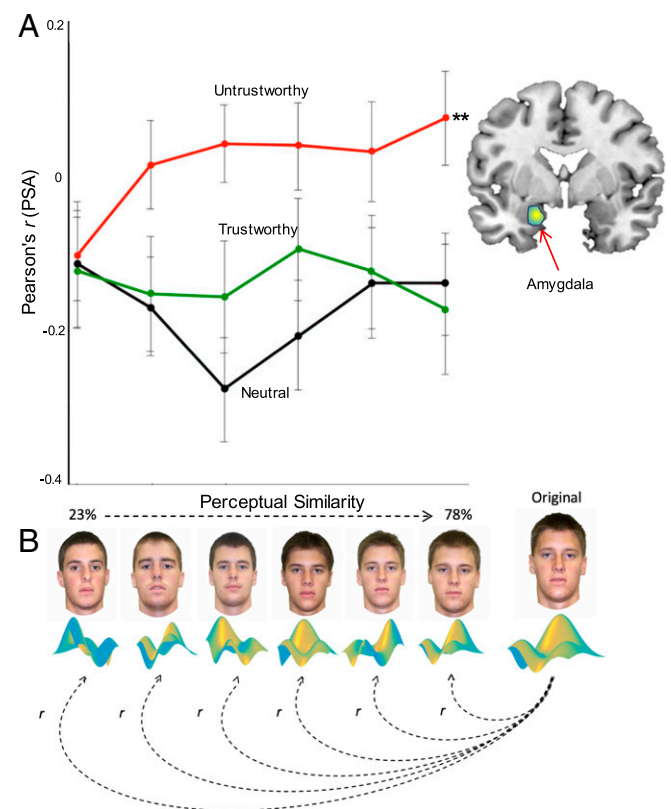 A
0.2
Untrustworthy
**
0
Pearson's r (PSA)
Trustworthy
Amygdala
-0.2
Neutral
-0.4
Perceptual Similarity
Original
23%
78%
B
r
r
r
r
r
r